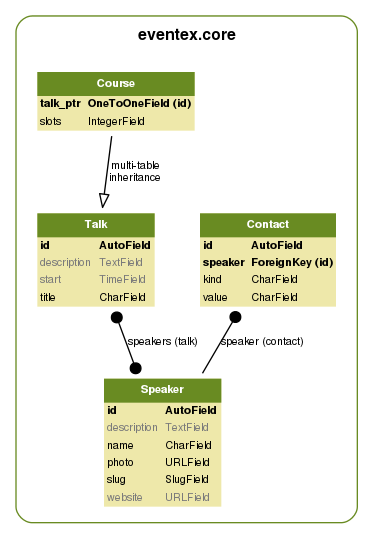 eventex.core
Course
talk_ptr OneToOneField (id)
slots IntegerField
multi-table
inheritance
Talk
id AutoField
description TextField
start TimeField
title CharField
Contact
id AutoField
speaker ForeignKey (id)
kind CharField
value CharField
speakers (talk)
speaker (contact)
Speaker
id AutoField
description TextField
name CharField
photo URLField
slug SlugField
website URLField